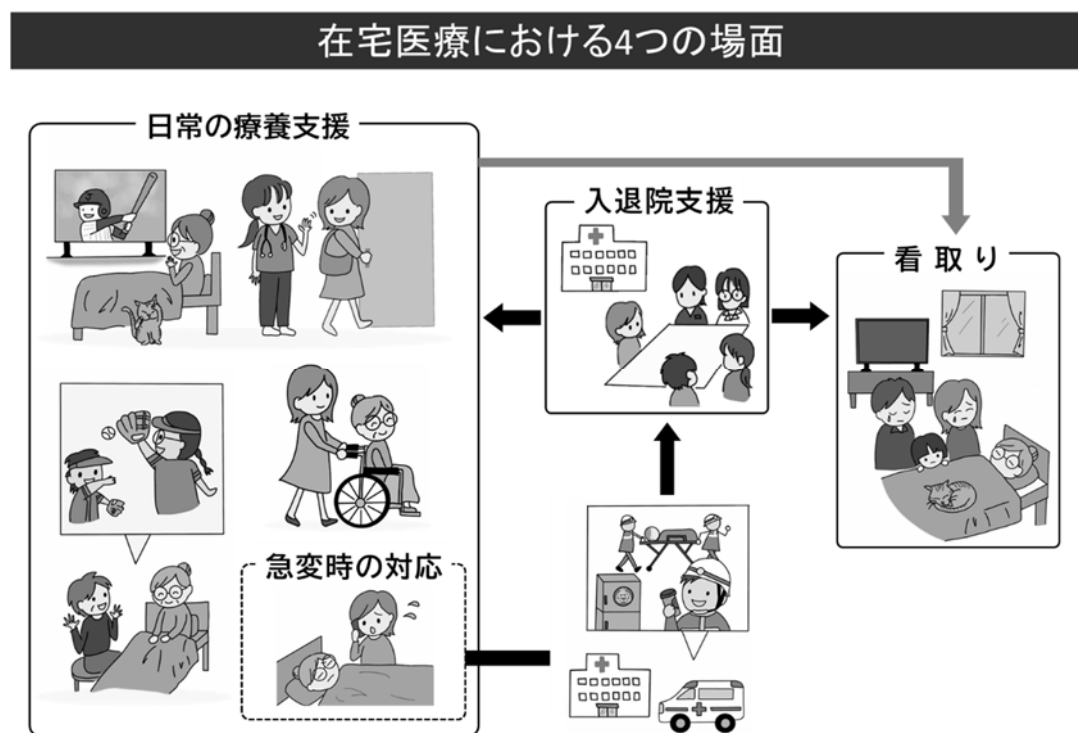 在宅医療における4つの場面
日常の療養支援
入退院支援
看取り
急変時の対応